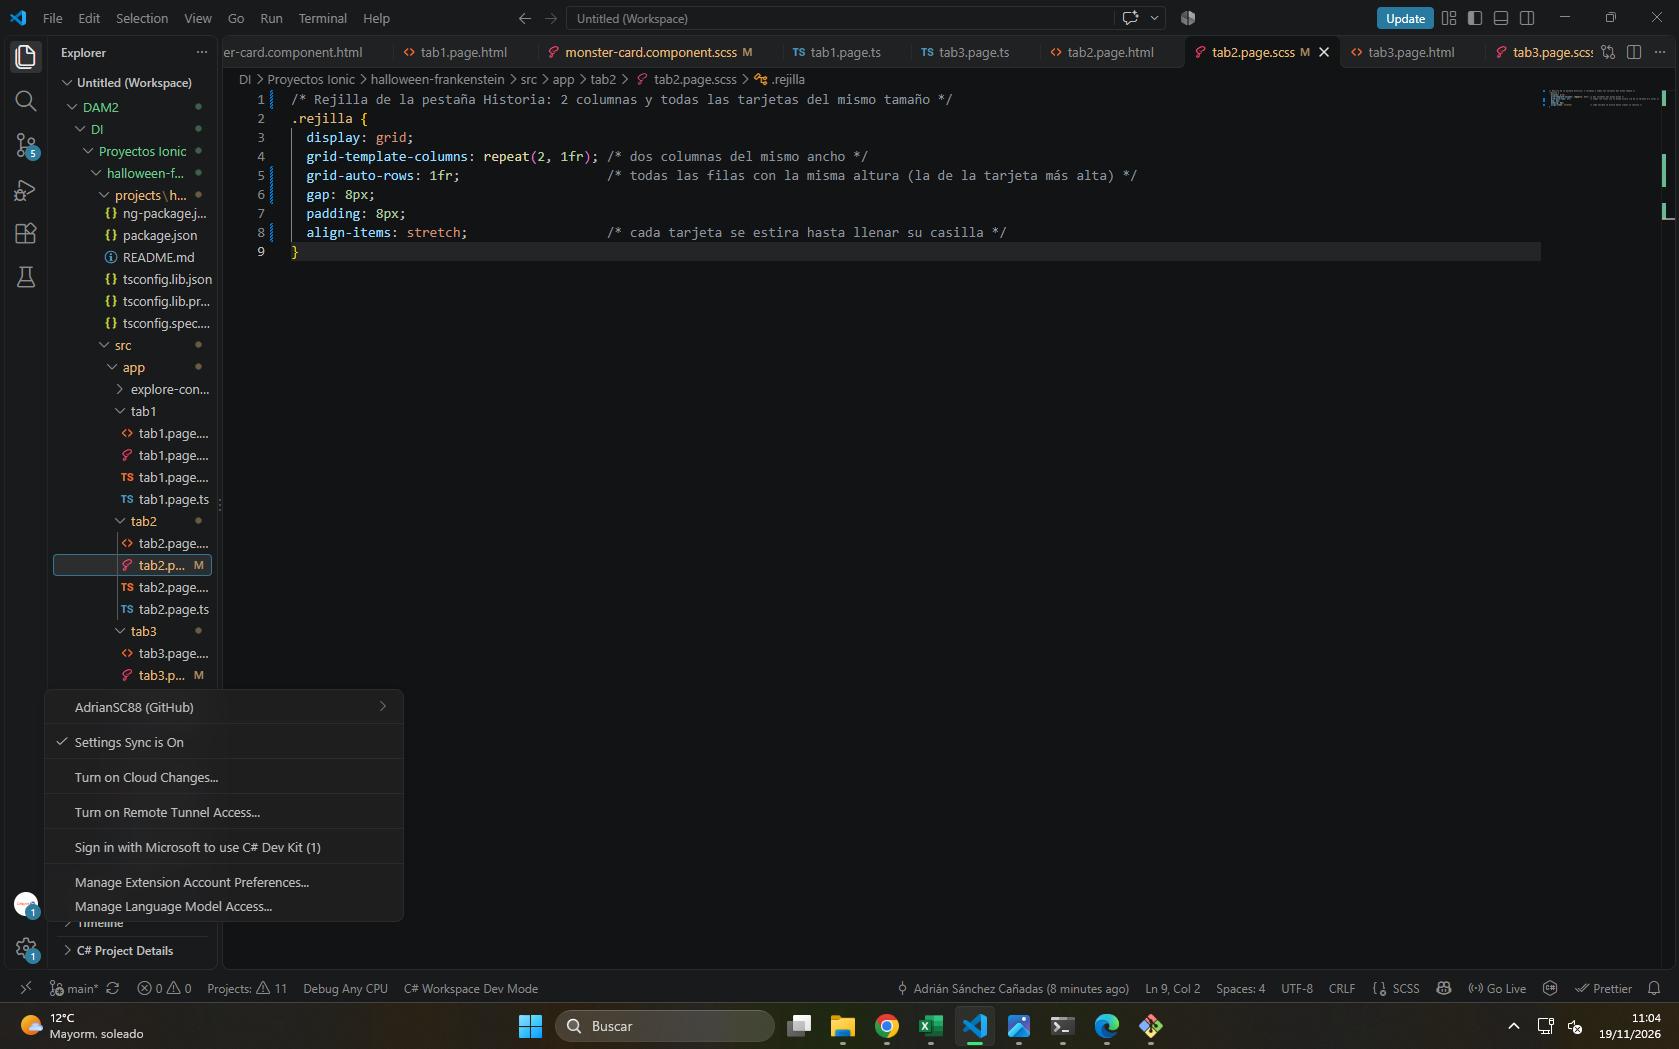 File Edit Selection View Go Run Terminal Help
Untitled (Workspace)
Update
Explorer
er-card.component.html
tab1.page.html
monster-card.component.scss M
TS tab1.page.ts
TS tab3.page.ts
tab2.page.html
tab2.page.scss M
tab3.page.html
tab3.page.scss
DI > Proyectos Ionic > halloween-frankenstein > src > app > tab2 > tab2.page.scss > .rejilla
Untitled (Workspace)
DAM2
DI
Proyectos Ionic
halloween-f...
projects\h...
{} ng-package.j...
{} package.json
README.md
{} tsconfig.lib.json
{} tsconfig.lib.pr...
{} tsconfig.spec....
src
app
explore-con...
tab1
tab1.page....
tab1.page....
TS tab1.page....
TS tab1.page.ts
tab2
tab2.page....
tab2.p... M
TS tab2.page....
TS tab2.page.ts
tab3
tab3.page....
tab3.p... M
1 /* Rejilla de la pestaña Historia: 2 columnas y todas las tarjetas del mismo tamaño */
2 .rejilla {
3 display: grid;
4 grid-template-columns: repeat(2, 1fr); /* dos columnas del mismo ancho */
5 grid-auto-rows: 1fr; /* todas las filas con la misma altura (la de la tarjeta más alta) */
6 gap: 8px;
7 padding: 8px;
8 align-items: stretch; /* cada tarjeta se estira hasta llenar su casilla */
9 }
5
AdrianSC88 (GitHub)
Settings Sync is On
Turn on Cloud Changes...
Turn on Remote Tunnel Access...
Sign in with Microsoft to use C# Dev Kit (1)
Manage Extension Account Preferences...
Manage Language Model Access...
1
Timeline
C# Project Details
1
main* 0 0 Projects: 11 Debug Any CPU C# Workspace Dev Mode
Adrián Sánchez Cañadas (8 minutes ago) Ln 9, Col 2 Spaces: 4 UTF-8 CRLF {} SCSS Go Live Prettier
12°C
Mayorm. soleado
Buscar
11:04
19/11/2026